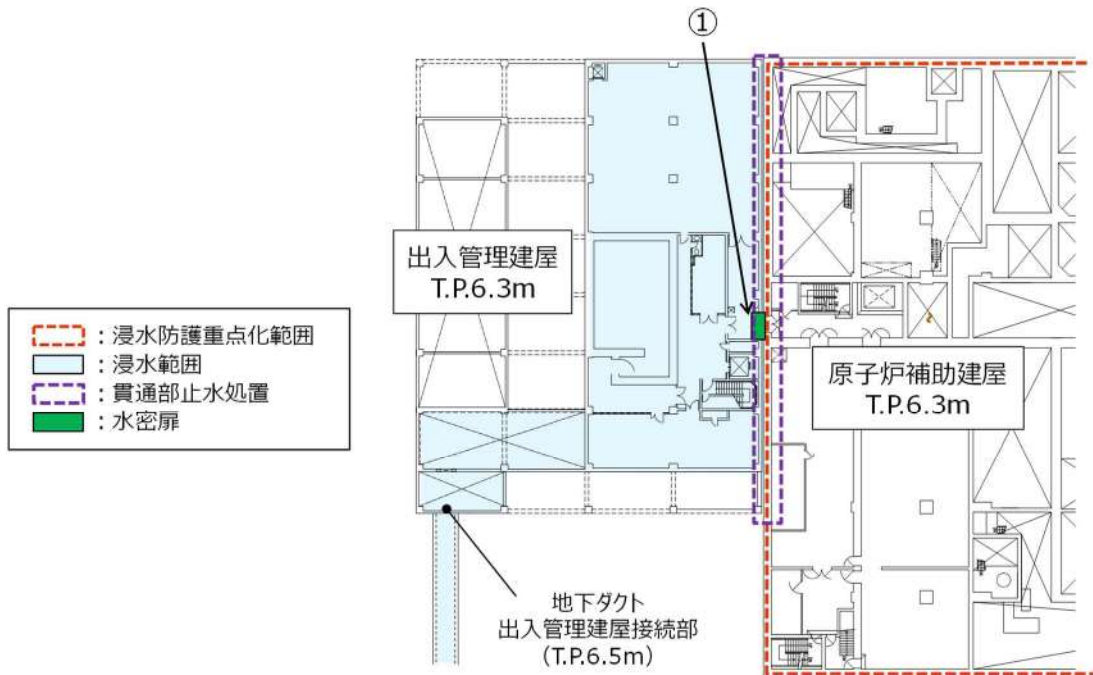 ①
出入管理建屋
T.P.6.3m
：浸水防護重点化範囲
：浸水範囲
：貫通部止水処置
：水密扉
原子炉補助建屋
T.P.6.3m
地下ダクト
出入管理建屋接続部
(T.P.6.5m)